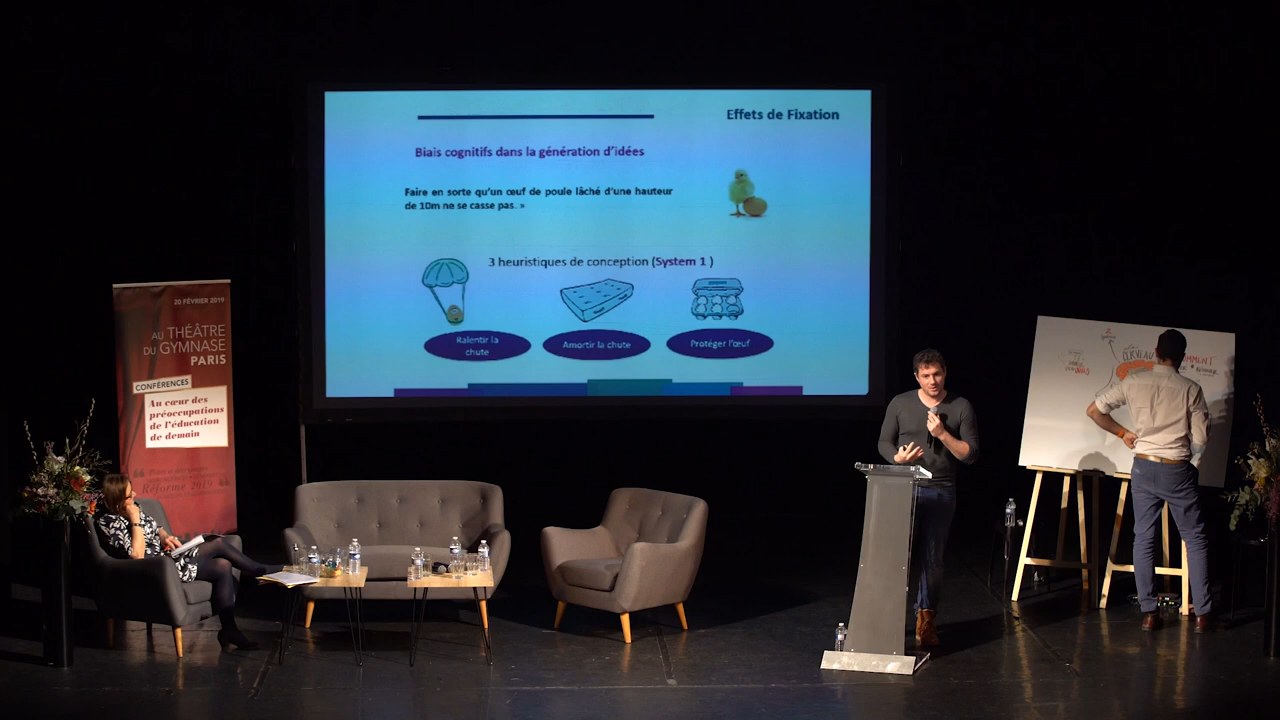 Effets de Fixation
Biais cognitifs dans la génération d'idées
Faire en sorte qu'un œuf de poule lâché d'une hauteur
de 10m ne se casse pas. »
3 heuristiques de conception (System 1 )
Ralentir la
chute
Amortir la chute
Protéger l'œuf
20 FÉVRIER 2019
AU THÉÂTRE
DU GYMNASE
PARIS
CONFÉRENCES
Au cœur des
préoccupations
de l'éducation
de demain
Réforme 2019
CERVEAU